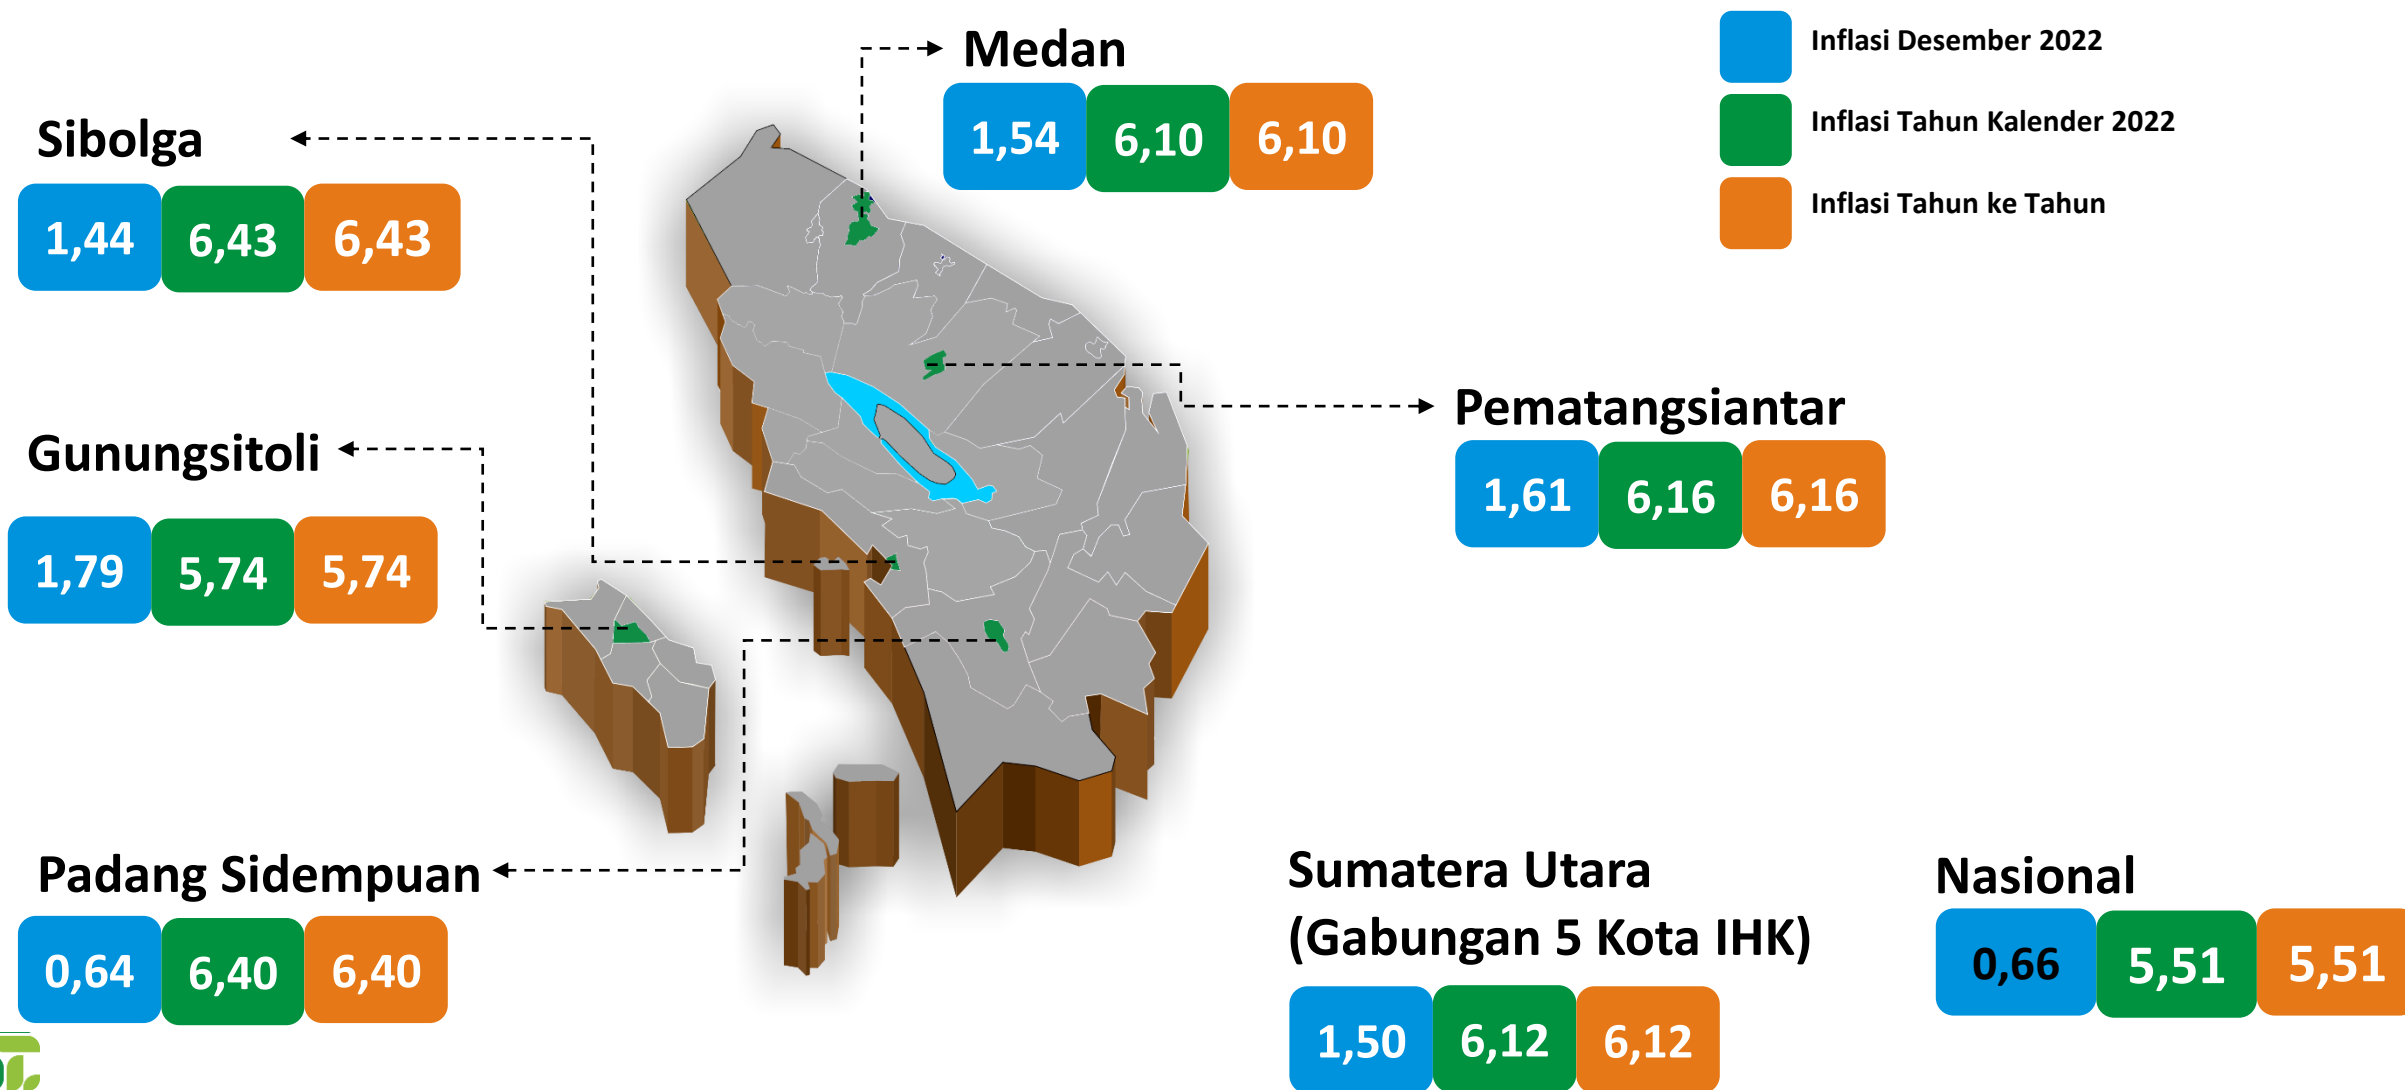 Medan
1,54 6,10 6,10
Inflasi Desember 2022
Inflasi Tahun Kalender 2022
Inflasi Tahun ke Tahun
Sibolga
1,44 6,43 6,43
Pematangsiantar
1,61 6,16 6,16
Gunungsitoli
1,79 5,74 5,74
Padang Sidempuan
0,64 6,40 6,40
Sumatera Utara
(Gabungan 5 Kota IHK)
1,50 6,12 6,12
Nasional
0,66 5,51 5,51